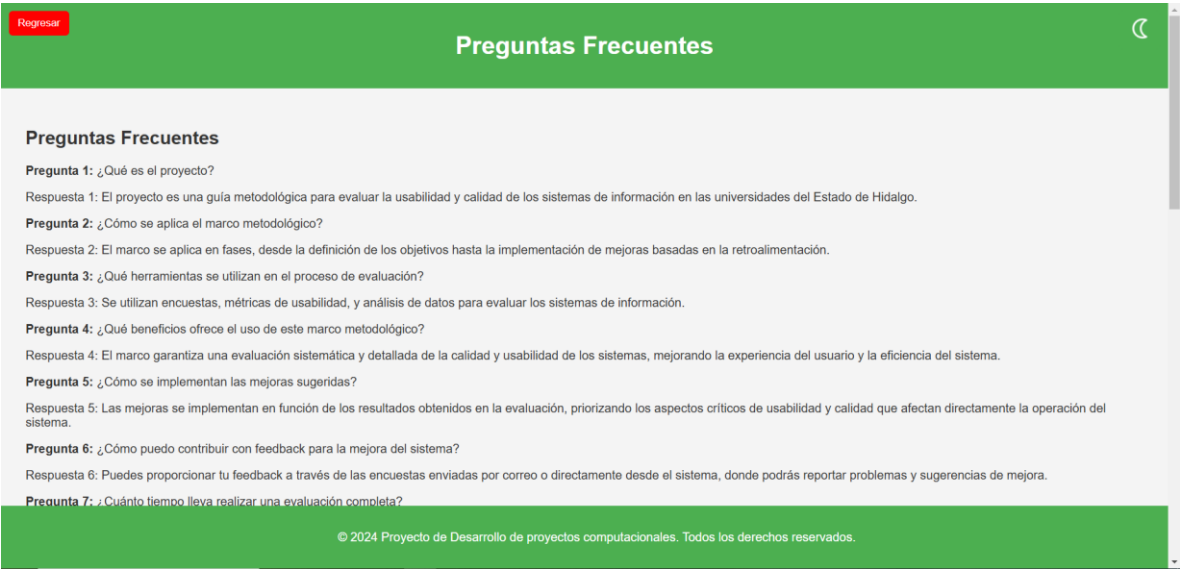 Regresar
Preguntas Frecuentes
Preguntas Frecuentes
Pregunta 1: ¿Qué es el proyecto?
Respuesta 1: El proyecto es una guía metodológica para evaluar la usabilidad y calidad de los sistemas de información en las universidades del Estado de Hidalgo.
Pregunta 2: ¿Cómo se aplica el marco metodológico?
Respuesta 2: El marco se aplica en fases, desde la definición de los objetivos hasta la implementación de mejoras basadas en la retroalimentación.
Pregunta 3: ¿Qué herramientas se utilizan en el proceso de evaluación?
Respuesta 3: Se utilizan encuestas, métricas de usabilidad, y análisis de datos para evaluar los sistemas de información.
Pregunta 4: ¿Qué beneficios ofrece el uso de este marco metodológico?
Respuesta 4: El marco garantiza una evaluación sistemática y detallada de la calidad y usabilidad de los sistemas, mejorando la experiencia del usuario y la eficiencia del sistema.
Pregunta 5: ¿Cómo se implementan las mejoras sugeridas?
Respuesta 5: Las mejoras se implementan en función de los resultados obtenidos en la evaluación, priorizando los aspectos críticos de usabilidad y calidad que afectan directamente la operación del
sistema.
Pregunta 6: ¿Cómo puedo contribuir con feedback para la mejora del sistema?
Respuesta 6: Puedes proporcionar tu feedback a través de las encuestas enviadas por correo o directamente desde el sistema, donde podrás reportar problemas y sugerencias de mejora.
Pregunta 7: ¿Cuánto tiempo lleva realizar una evaluación completa?
© 2024 Proyecto de Desarrollo de proyectos computacionales. Todos los derechos reservados.